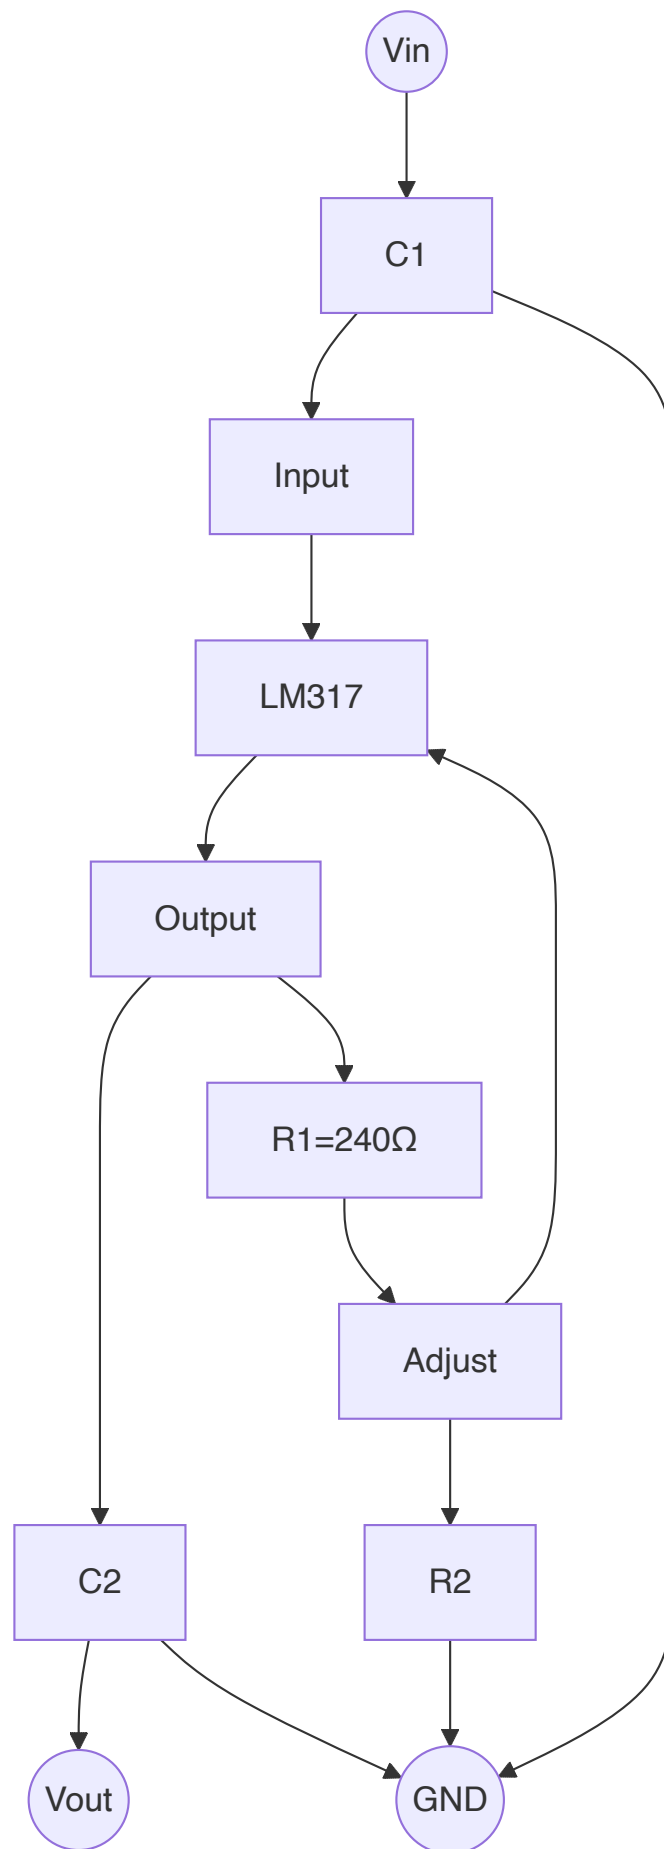 Vin
C1
Input
LM317
Output
R1=240Ω
Adjust
C2
R2
Vout
GND